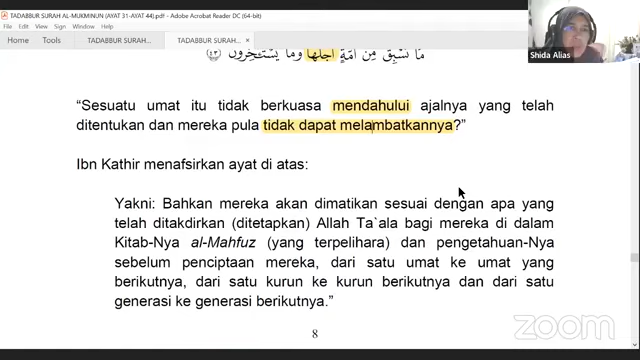 TADABBUR SURAH AL-MUKMINUN (AYAT 31-AYAT 44).pdf - Adobe Acrobat Reader DC (64-bit)
File Edit View Sign Window Help
Home Tools TADABBUR SURAH... TADABBUR SURAH... ×
مَا تَسْبِقُ مِنْ أُمَّةٍ أَجَلَهَا وَمَا يَسْتَـْٔخِرُونَ ﴿٤٣﴾
Shida Alias
“Sesuatu umat itu tidak berkuasa mendahului ajalnya yang telah
ditentukan dan mereka pula tidak dapat melambatkannya?”
Ibn Kathir menafsirkan ayat di atas:
Yakni: Bahkan mereka akan dimatikan sesuai dengan apa yang
telah ditakdirkan (ditetapkan) Allah Ta`ala bagi mereka di dalam
Kitab-Nya al-Mahfuz (yang terpelihara) dan pengetahuan-Nya
sebelum penciptaan mereka, dari satu umat ke umat yang
berikutnya, dari satu kurun ke kurun berikutnya dan dari satu
generasi ke generasi berikutnya.”
8
zoom